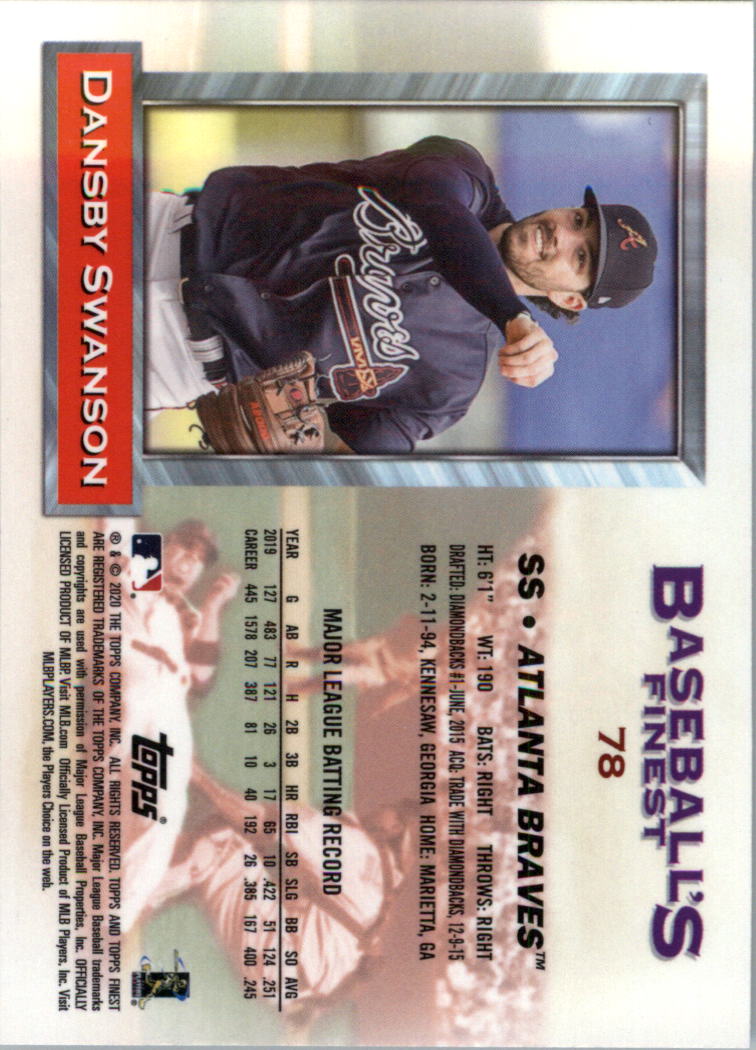 BASEBALL'S
FINEST
78
Braves
A
DANSBY SWANSON
SS • ATLANTA BRAVES™
HT: 6'1" WT: 190 BATS: RIGHT THROWS: RIGHT
DRAFTED: DIAMONDBACKS #1-JUNE, 2015 ACQ: TRADE WITH DIAMONDBACKS, 12-9-15
BORN: 2-11-94, KENNESAW, GEORGIA HOME: MARIETTA, GA
MAJOR LEAGUE BATTING RECORD
YEAR G AB R H 2B 3B HR RBI SB SLG BB SO AVG
2019 127 483 77 121 26 3 17 65 10 .422 51 124 .251
CAREER 445 1578 207 387 81 10 40 192 26 .385 167 400 .245
topps®
® & © 2020 THE TOPPS COMPANY, INC. ALL RIGHTS RESERVED. TOPPS AND TOPPS FINEST
ARE REGISTERED TRADEMARKS OF THE TOPPS COMPANY, INC. Major League Baseball trademarks
and copyrights are used with permission of Major League Baseball Properties, Inc. OFFICIALLY
LICENSED PRODUCT OF MLBP. Visit MLB.com Officially Licensed Product of MLB Players, Inc. Visit
MLBPLAYERS.COM, the Players Choice on the web.